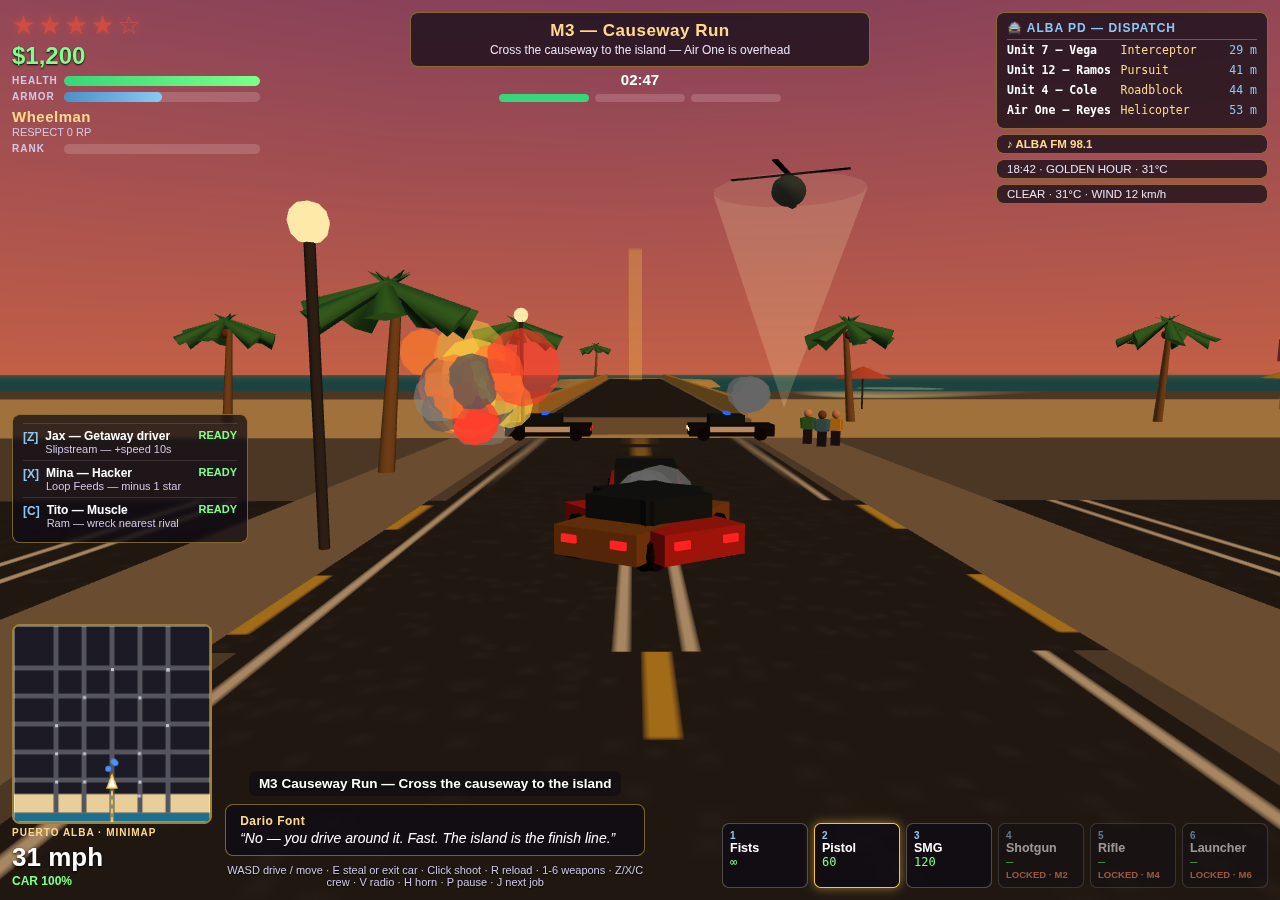 ★★★★☆
$1,200
HEALTH
ARMOR
Wheelman
RESPECT 0 RP
RANK
M3 — Causeway Run
Cross the causeway to the island — Air One is overhead
02:47
🚔 ALBA PD — DISPATCH
Unit 7 — Vega Interceptor 29 m
Unit 12 — Ramos Pursuit 41 m
Unit 4 — Cole Roadblock 44 m
Air One — Reyes Helicopter 53 m
♪ ALBA FM 98.1
18:42 · GOLDEN HOUR · 31°C
CLEAR · 31°C · WIND 12 km/h
[Z] Jax — Getaway driver READY
Slipstream — +speed 10s
[X] Mina — Hacker READY
Loop Feeds — minus 1 star
[C] Tito — Muscle READY
Ram — wreck nearest rival
PUERTO ALBA · MINIMAP
31 mph
CAR 100%
M3 Causeway Run — Cross the causeway to the island
Dario Font
“No — you drive around it. Fast. The island is the finish line.”
WASD drive / move · E steal or exit car · Click shoot · R reload · 1-6 weapons · Z/X/C
crew · V radio · H horn · P pause · J next job
1
Fists
∞
2
Pistol
60
3
SMG
120
4
Shotgun
—
LOCKED · M2
5
Rifle
—
LOCKED · M4
6
Launcher
—
LOCKED · M6